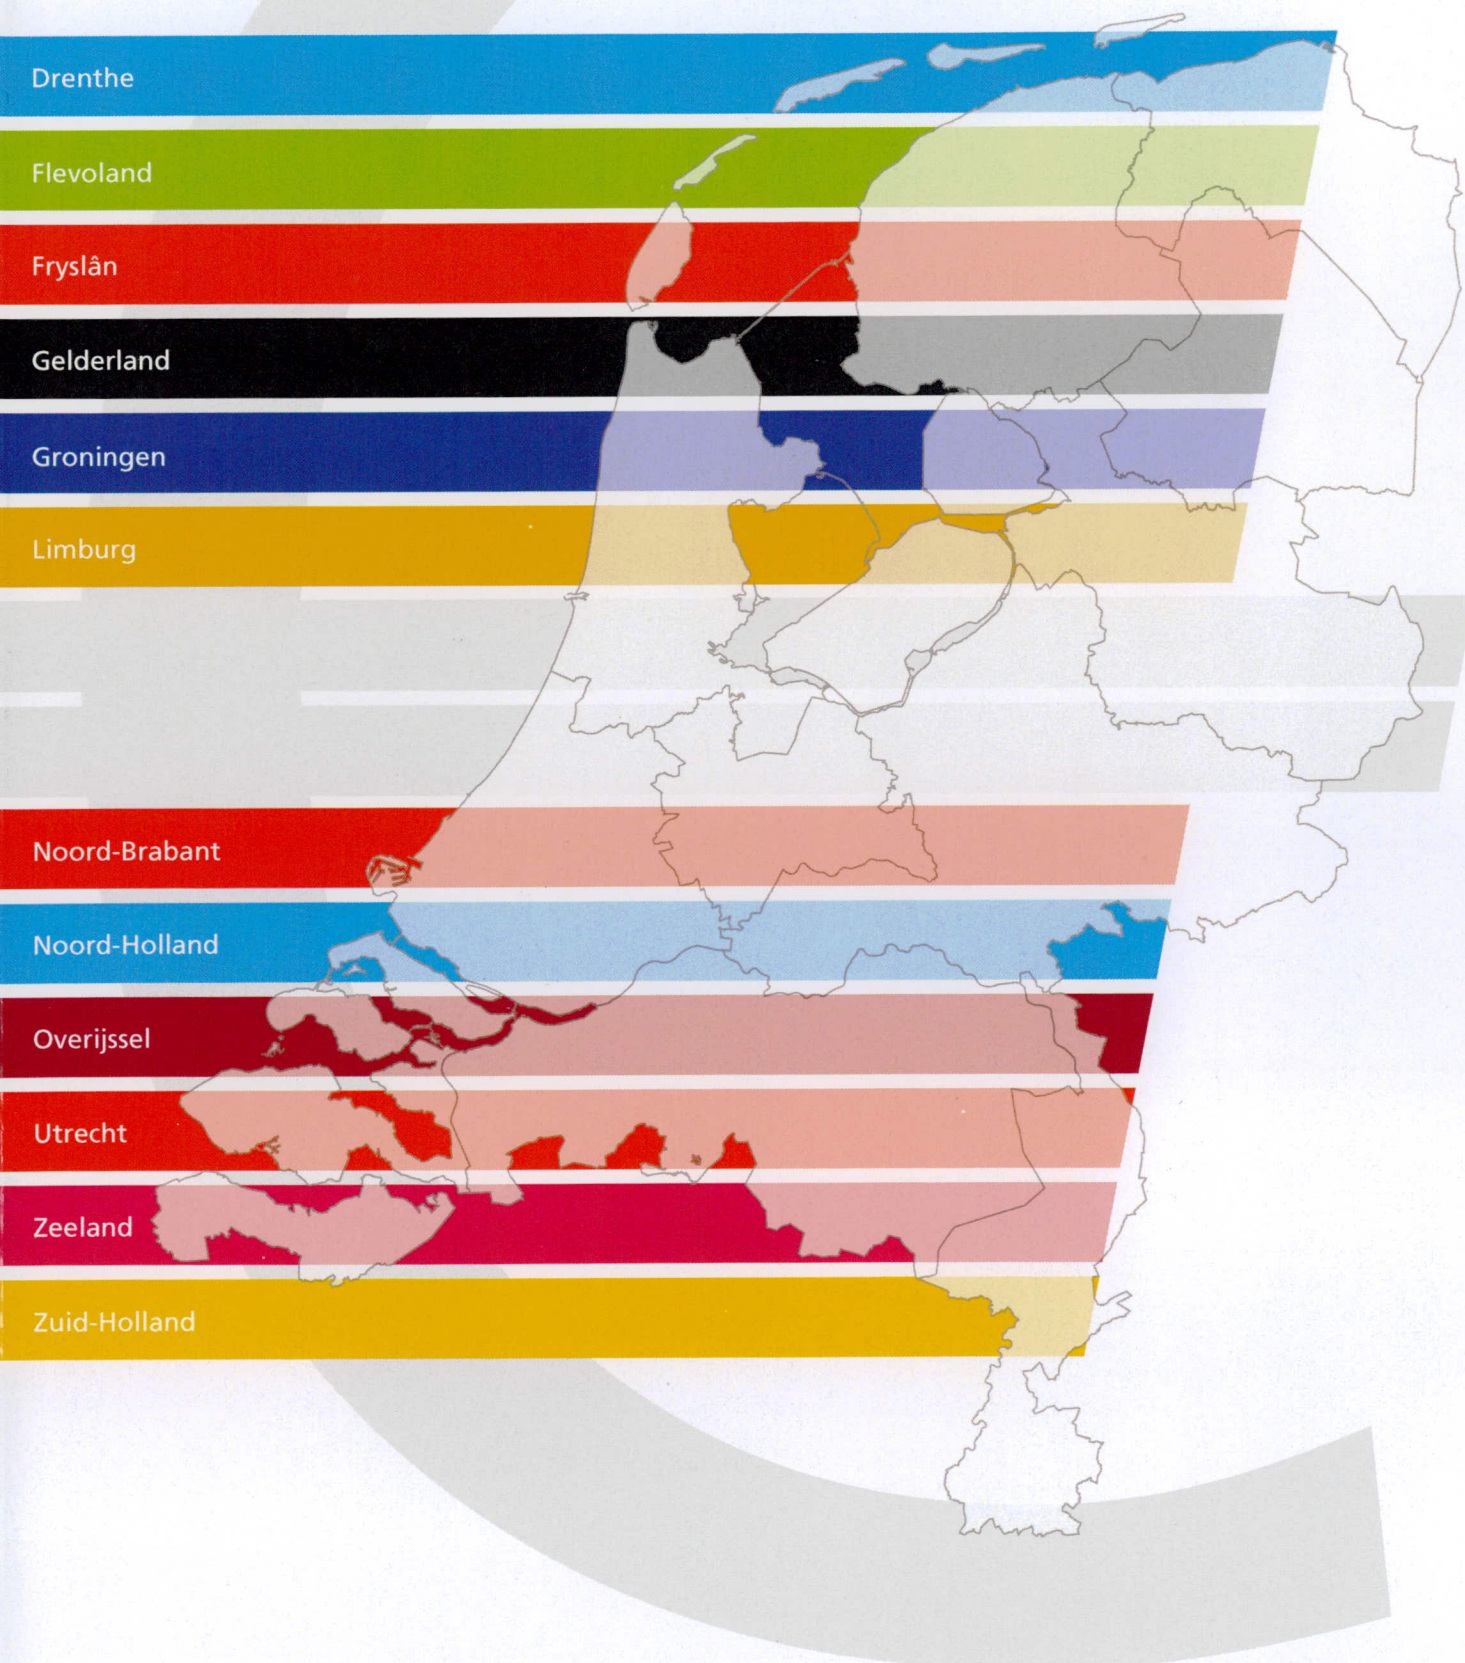 Drenthe
Flevoland
Fryslân
Gelderland
Groningen
Limburg
Noord-Brabant
Noord-Holland
Overijssel
Utrecht
Zeeland
Zuid-Holland